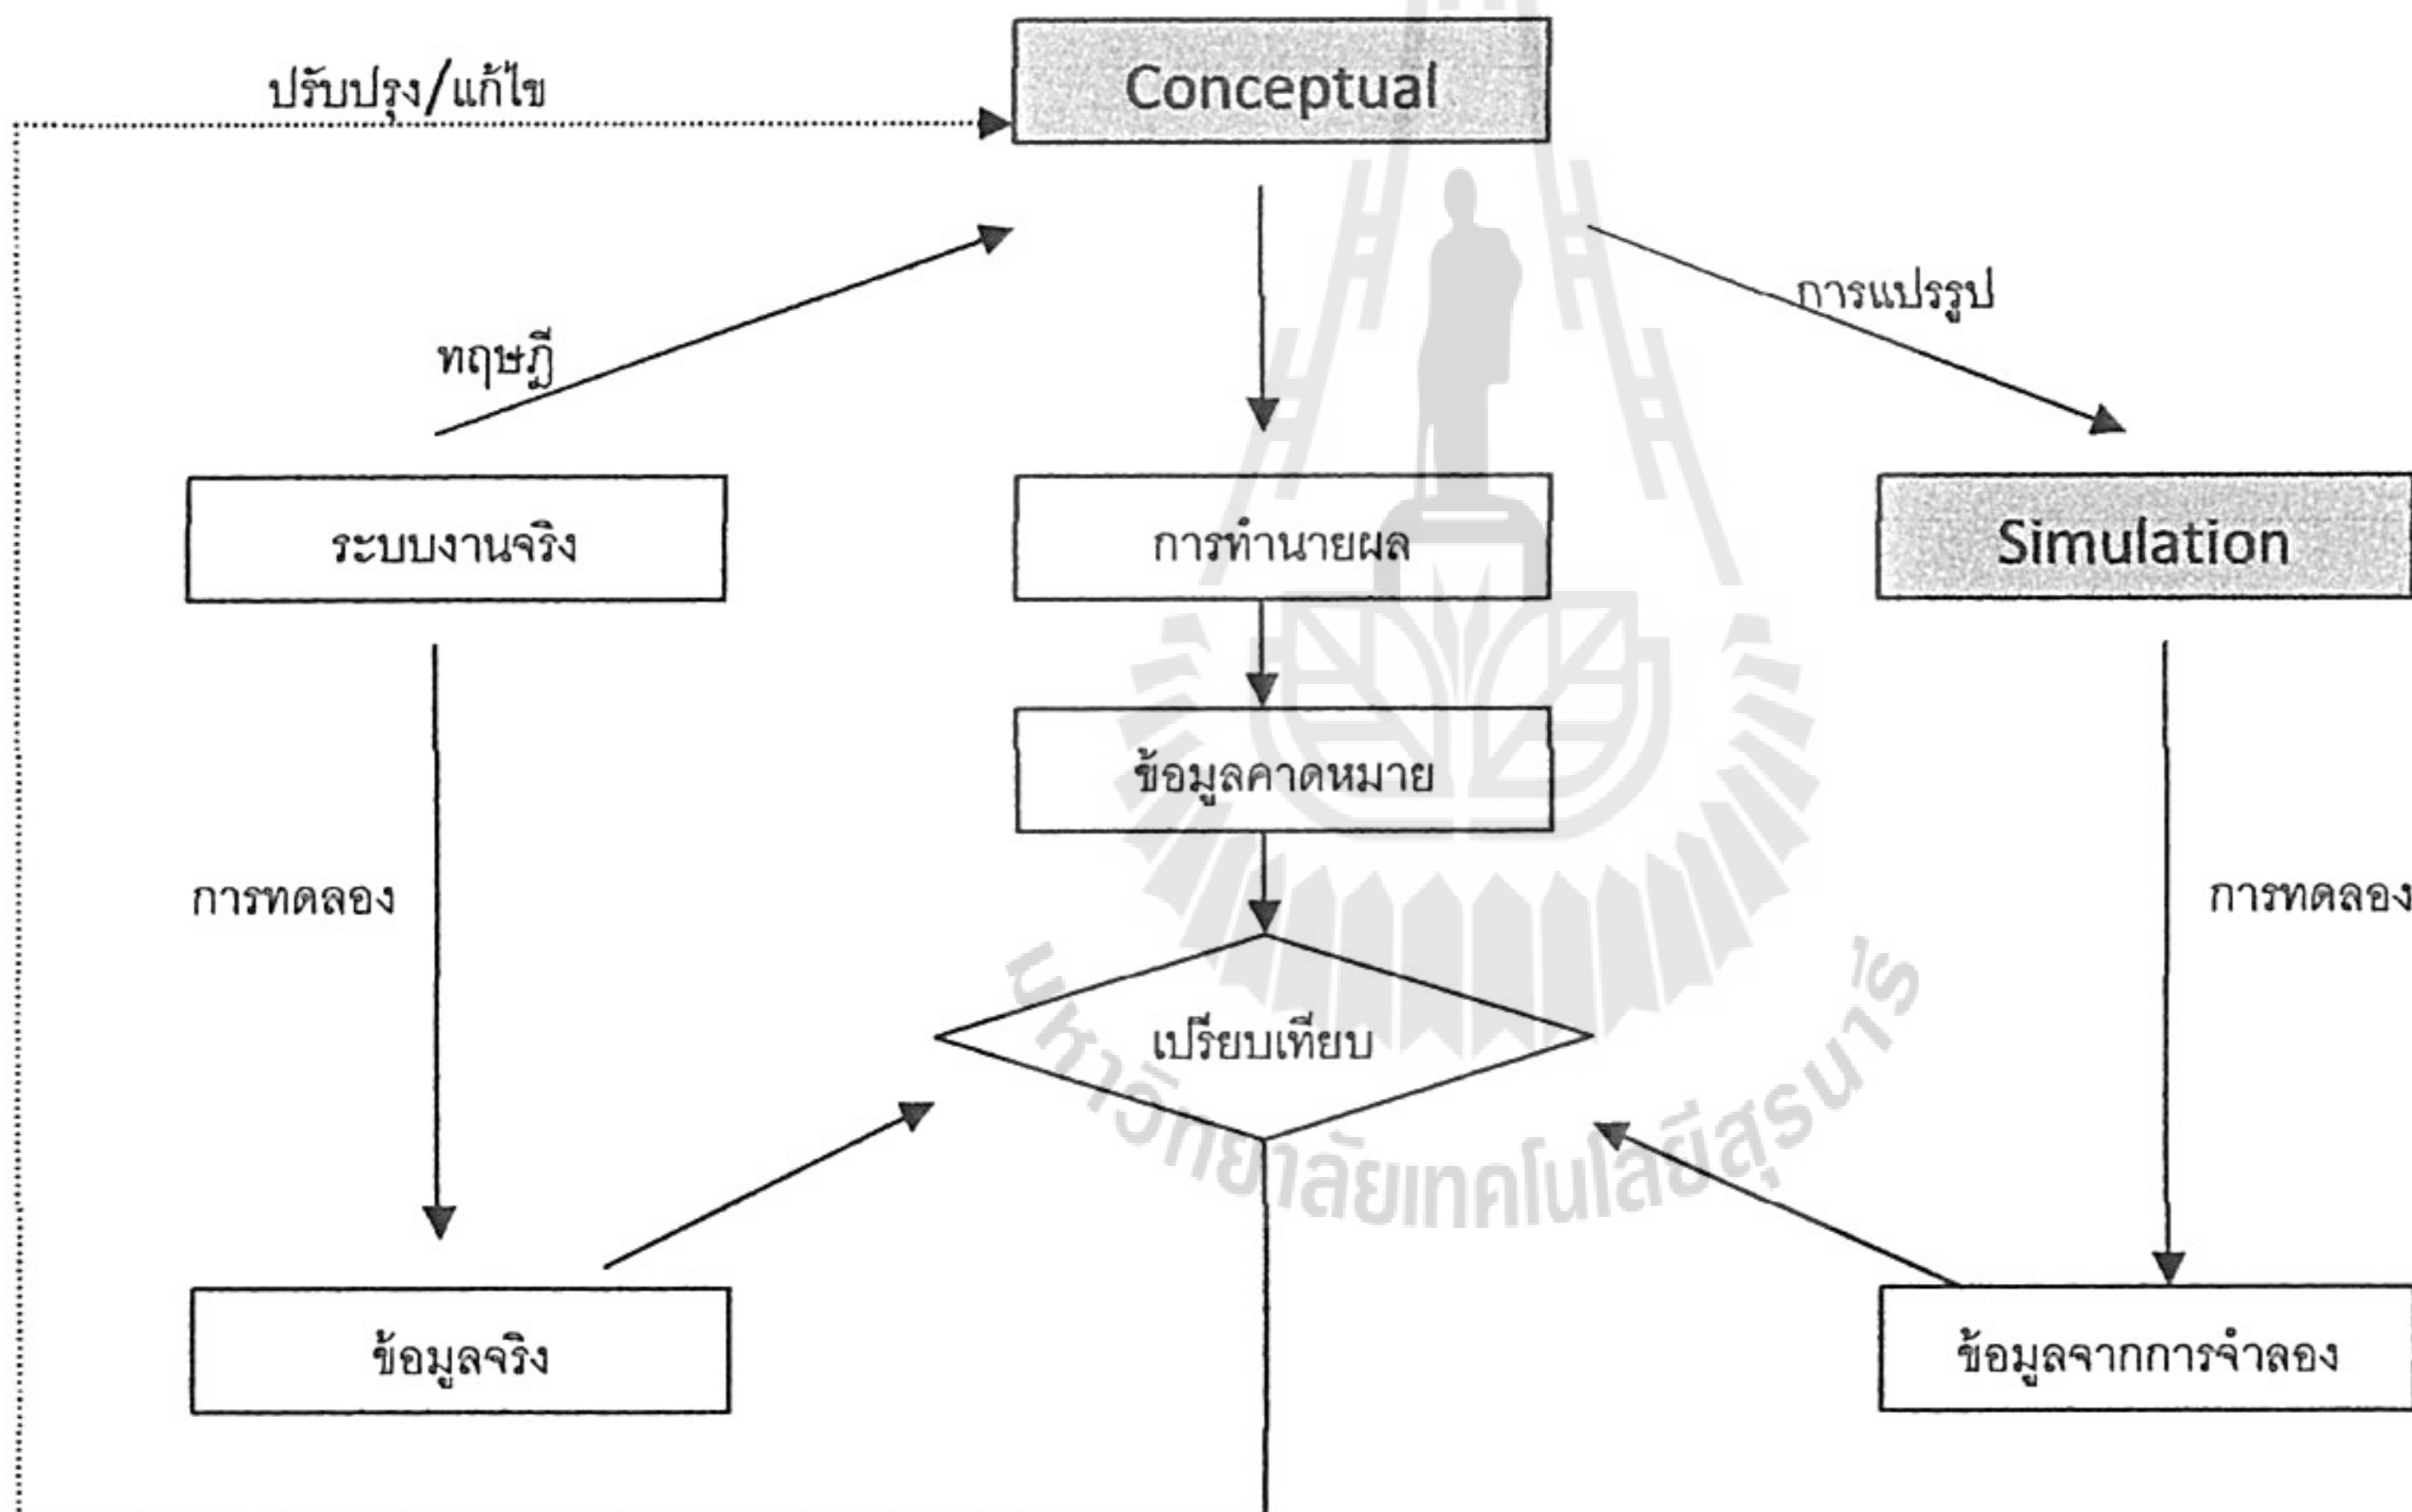 Conceptual
ปรับปรุง/แก้ไข
การแปรรูป
ทฤษฎี
ระบบงานจริง
การทำนายผล
Simulation
ข้อมูลคาดหมาย
การทดลอง
การทดลอง
เปรียบเทียบ
มหาวิทยาลัยเทคโนโลยีสุรนารี
ข้อมูลจริง
ข้อมูลจากการจำลอง